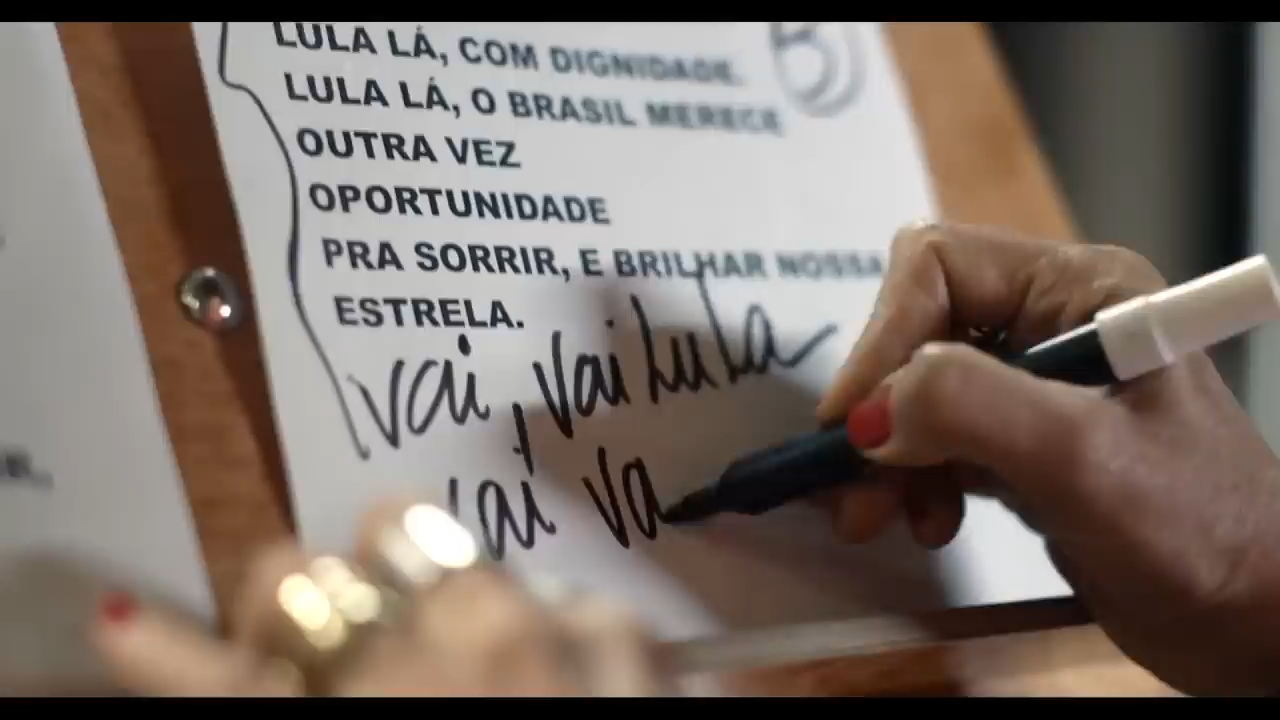 LULA LÁ, COM DIGNIDADE.
LULA LÁ, O BRASIL MERECE
OUTRA VEZ
OPORTUNIDADE
PRA SORRIR, E BRILHAR NOSSA
ESTRELA.
vai, vai Lula
vai va